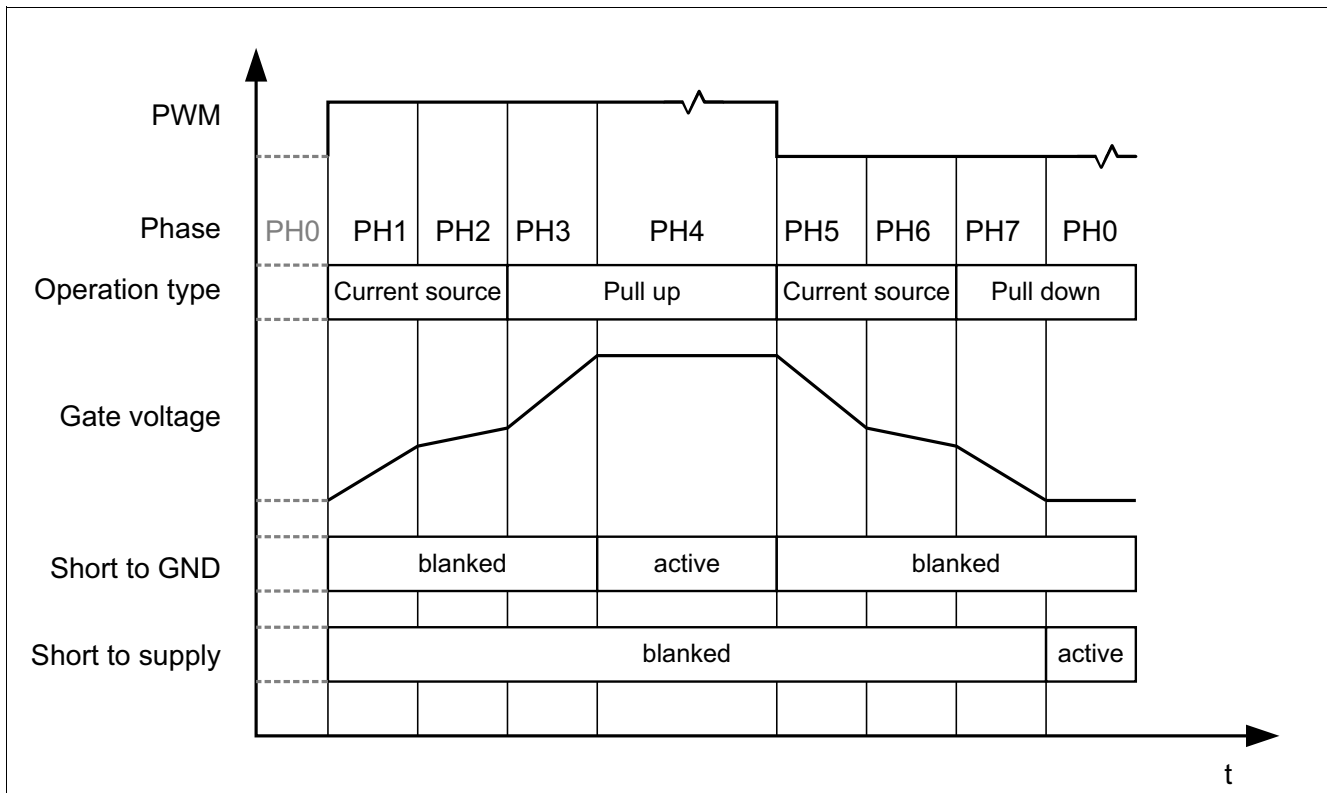 PWM
Phase PH0 PH1 PH2 PH3 PH4 PH5 PH6 PH7 PH0
Operation type Current source Pull up Current source Pull down
Gate voltage
Short to GND blanked active blanked
Short to supply blanked active
t